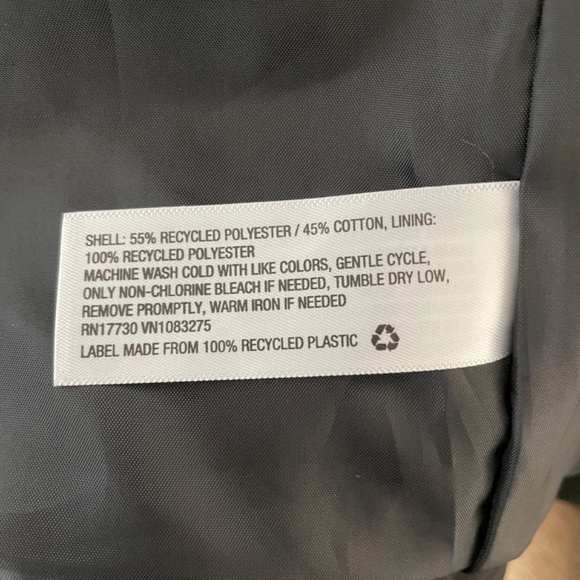 SHELL: 55% RECYCLED POLYESTER / 45% COTTON, LINING:
100% RECYCLED POLYESTER
MACHINE WASH COLD WITH LIKE COLORS, GENTLE CYCLE,
ONLY NON-CHLORINE BLEACH IF NEEDED, TUMBLE DRY LOW,
REMOVE PROMPTLY, WARM IRON IF NEEDED
RN17730 VN1083275
LABEL MADE FROM 100% RECYCLED PLASTIC